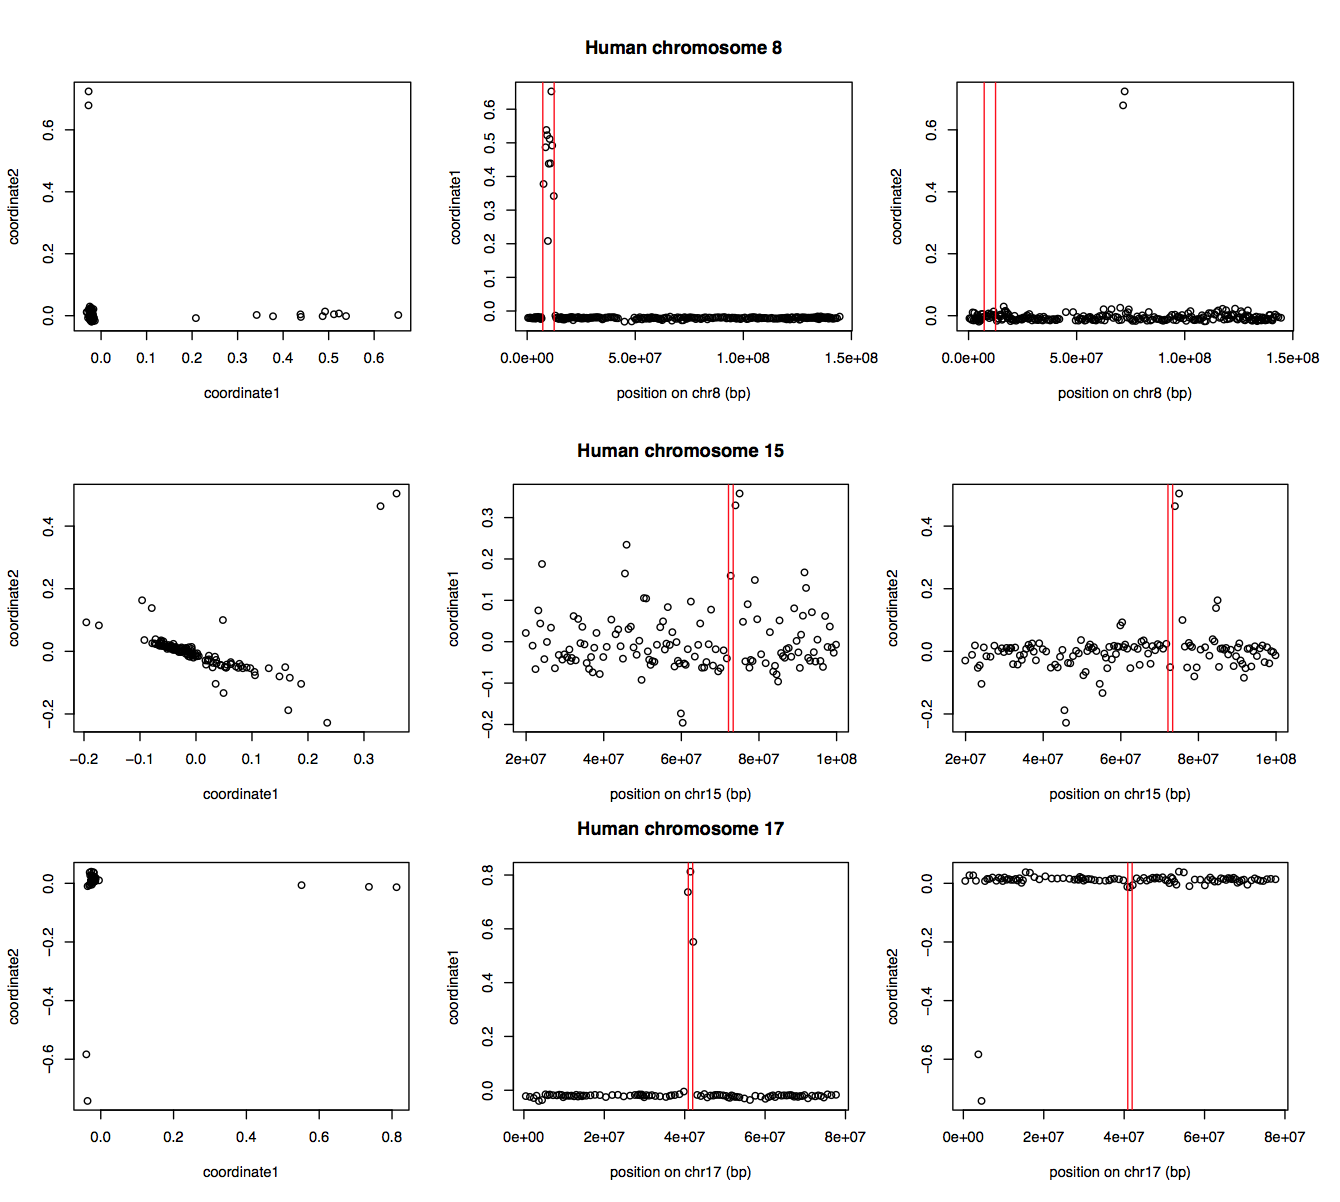 Human chromosome 8
coordinate2
0.0 0.2 0.4 0.6
0.0 0.1 0.2 0.3 0.4 0.5 0.6
coordinate1
coordinate1
0.0 0.1 0.2 0.3 0.4 0.5 0.6
0.0e+00 5.0e+07 1.0e+08 1.5e+08
position on chr8 (bp)
coordinate2
0.0 0.2 0.4 0.6
0.0e+00 5.0e+07 1.0e+08 1.5e+08
position on chr8 (bp)
Human chromosome 15
coordinate2
−0.2 0.0 0.2 0.4
−0.2 −0.1 0.0 0.1 0.2 0.3
coordinate1
coordinate1
−0.2 −0.1 0.0 0.1 0.2 0.3
2e+07 4e+07 6e+07 8e+07 1e+08
position on chr15 (bp)
coordinate2
−0.2 0.0 0.2 0.4
2e+07 4e+07 6e+07 8e+07 1e+08
position on chr15 (bp)
Human chromosome 17
coordinate2
−0.6 −0.4 −0.2 0.0
0.0 0.2 0.4 0.6 0.8
coordinate1
coordinate1
0.0 0.2 0.4 0.6 0.8
0e+00 2e+07 4e+07 6e+07 8e+07
position on chr17 (bp)
coordinate2
−0.6 −0.4 −0.2 0.0
0e+00 2e+07 4e+07 6e+07 8e+07
position on chr17 (bp)